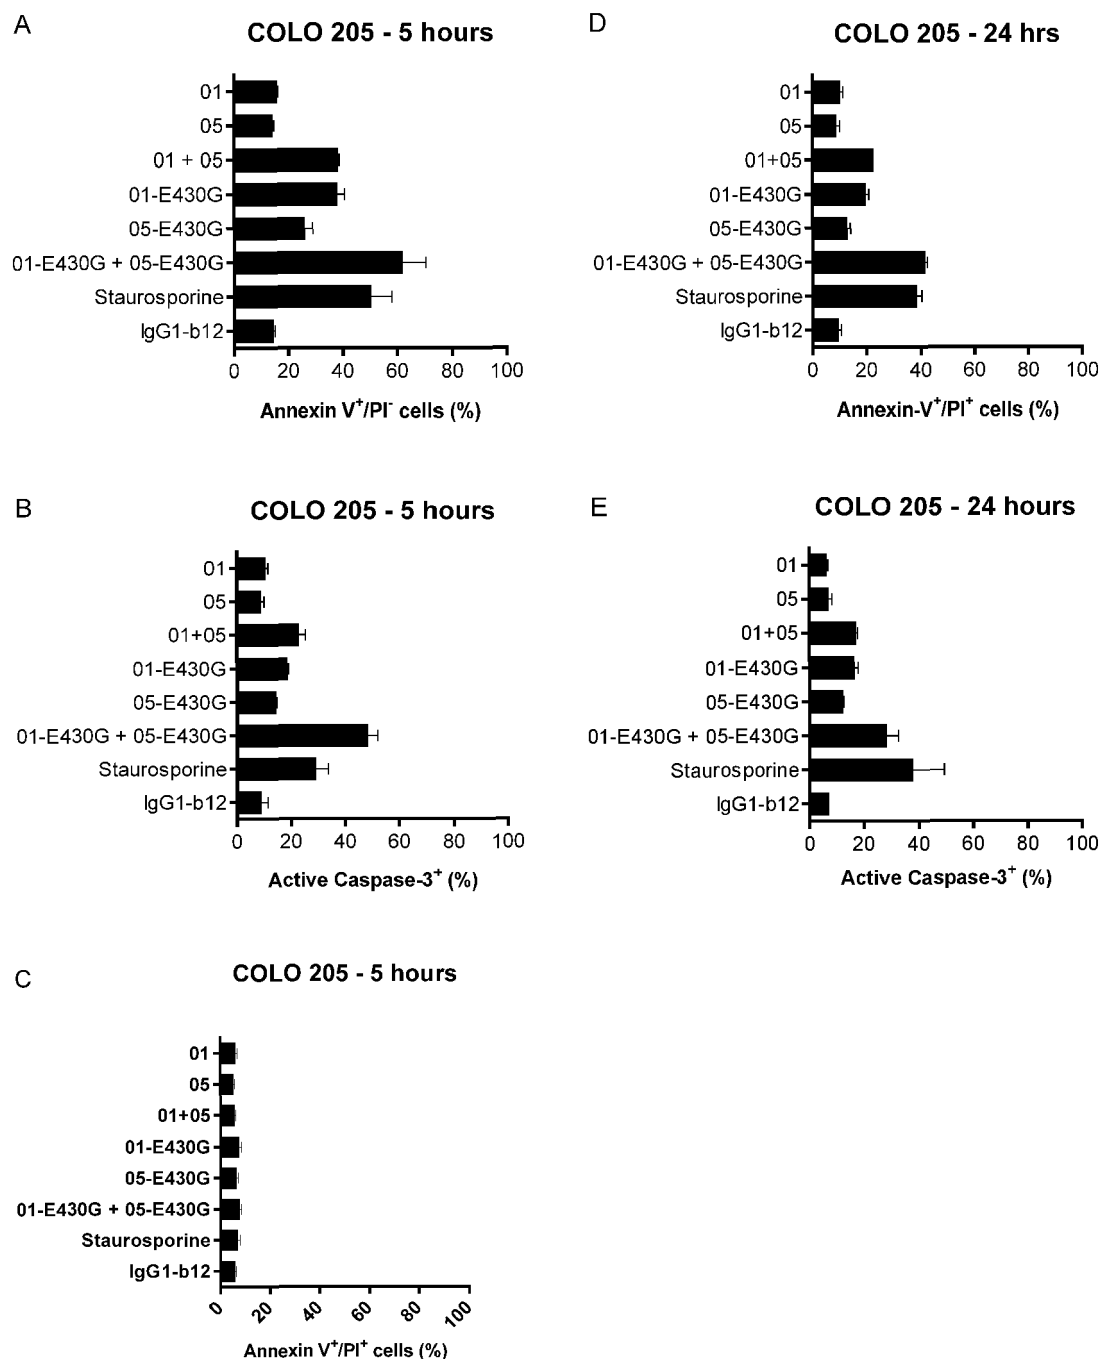 A
COLO 205 - 5 hours
01
05
01 + 05
01-E430G
05-E430G
01-E430G + 05-E430G
Staurosporine
IgG1-b12
0 20 40 60 80 100
Annexin V⁺/PI⁻ cells (%)
D
COLO 205 - 24 hrs
01
05
01+05
01-E430G
05-E430G
01-E430G + 05-E430G
Staurosporine
IgG1-b12
0 20 40 60 80 100
Annexin-V⁺/PI⁺ cells (%)
B
COLO 205 - 5 hours
01
05
01+05
01-E430G
05-E430G
01-E430G + 05-E430G
Staurosporine
IgG1-b12
0 20 40 60 80 100
Active Caspase-3⁺ (%)
E
COLO 205 - 24 hours
01
05
01+05
01-E430G
05-E430G
01-E430G + 05-E430G
Staurosporine
IgG1-b12
0 20 40 60 80 100
Active Caspase-3⁺ (%)
C
COLO 205 - 5 hours
01
05
01+05
01-E430G
05-E430G
01-E430G + 05-E430G
Staurosporine
IgG1-b12
0 20 40 60 80 100
Annexin V⁺/PI⁺ cells (%)